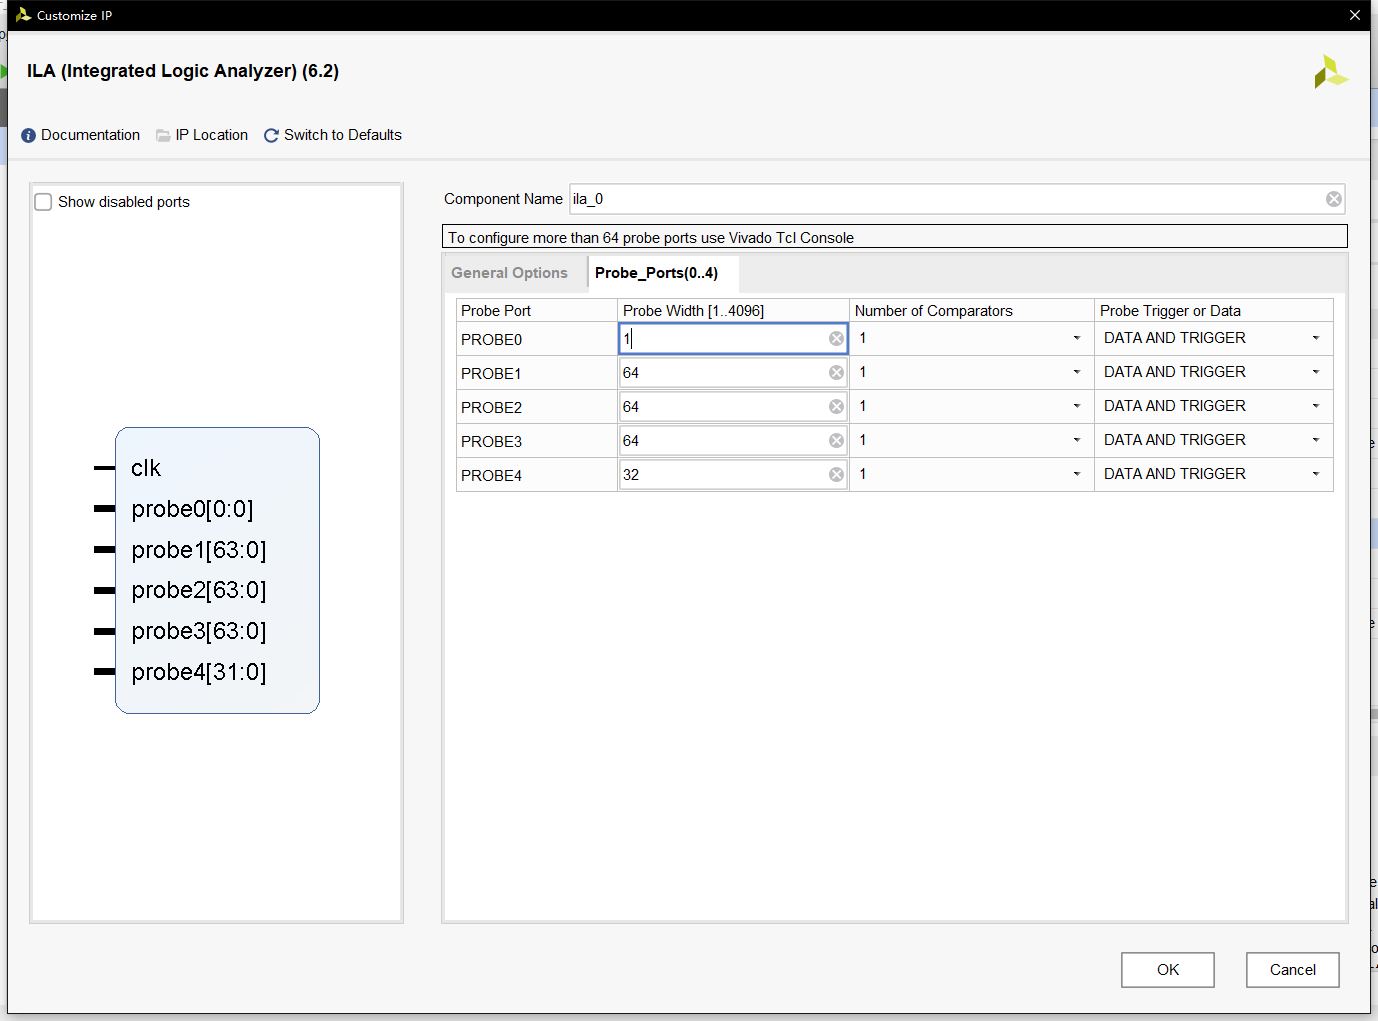 Customize IP
ILA (Integrated Logic Analyzer) (6.2)
Documentation IP Location Switch to Defaults
Show disabled ports
clk
probe0[0:0]
probe1[63:0]
probe2[63:0]
probe3[63:0]
probe4[31:0]
Component Name ila_0
To configure more than 64 probe ports use Vivado Tcl Console
General Options Probe_Ports(0..4)
Probe Port Probe Width [1..4096] Number of Comparators Probe Trigger or Data
PROBE0 1 1 DATA AND TRIGGER
PROBE1 64 1 DATA AND TRIGGER
PROBE2 64 1 DATA AND TRIGGER
PROBE3 64 1 DATA AND TRIGGER
PROBE4 32 1 DATA AND TRIGGER
OK Cancel